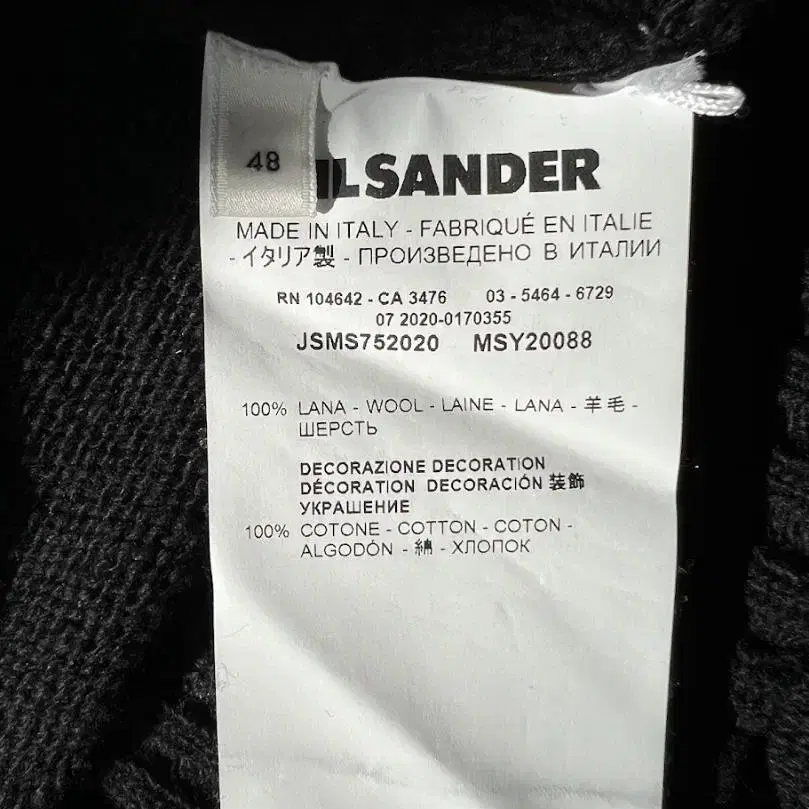 48
IL SANDER
MADE IN ITALY - FABRIQUÉ EN ITALIE
- イタリア製 - ПРОИЗВЕДЕНО В ИТАЛИИ
RN 104642 - CA 3476 03 - 5464 - 6729
07 2020-0170355
JSMS752020 MSY20088
100% LANA - WOOL - LAINE - LANA - 羊毛 -
ШЕРСТЬ
DECORAZIONE DECORATION
DÉCORATION DECORACIÓN 装飾
УКРАШЕНИЕ
100% COTONE - COTTON - COTON -
ALGODÓN - 綿 - ХЛОПОК